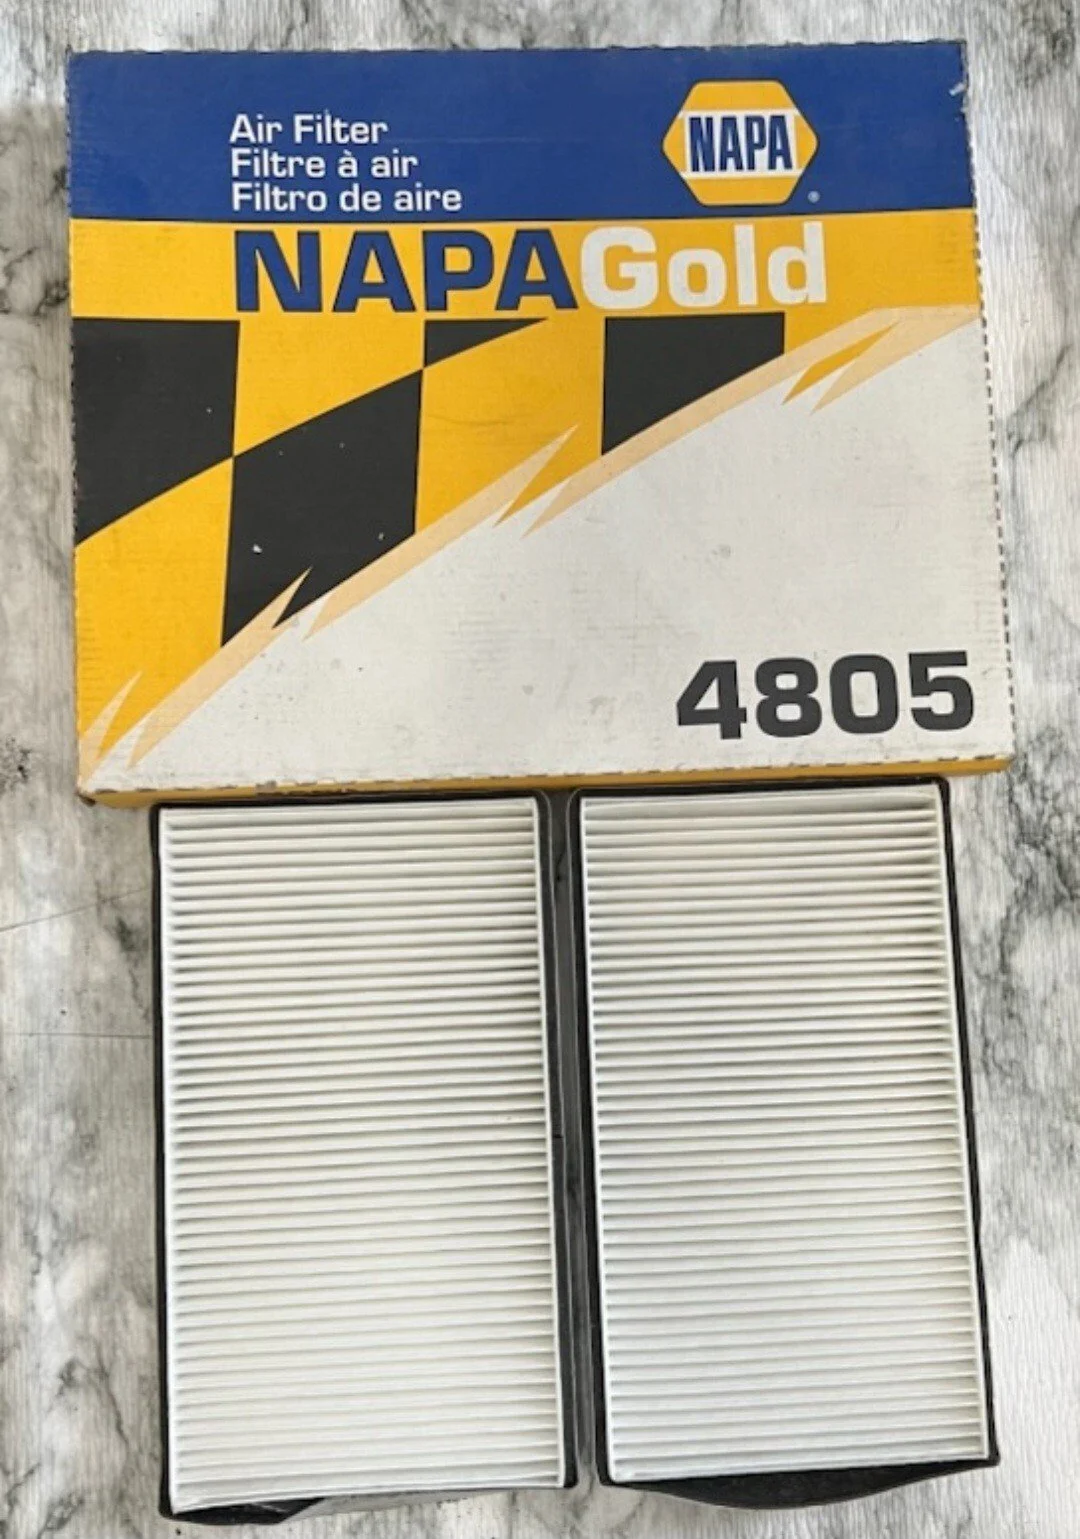 Air Filter
Filtre à air
Filtro de aire
NAPA
®
NAPAGold
4805